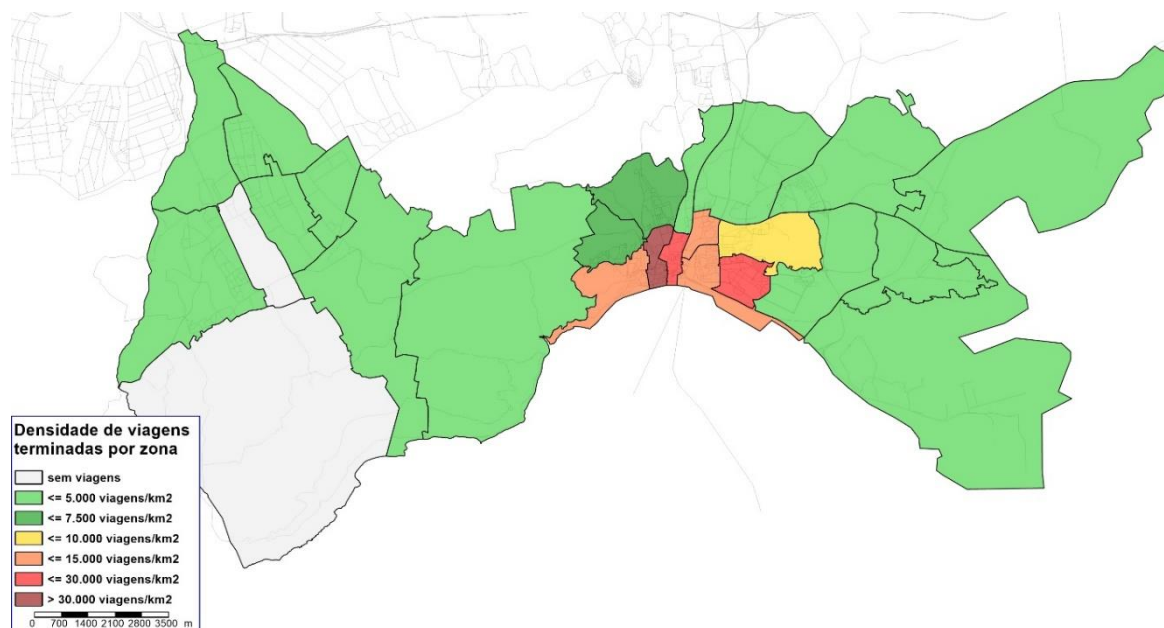 Densidade de viagens
terminadas por zona
sem viagens
<= 5.000 viagens/km2
<= 7.500 viagens/km2
<= 10.000 viagens/km2
<= 15.000 viagens/km2
<= 30.000 viagens/km2
> 30.000 viagens/km2
0 700 1400 2100 2800 3500 m